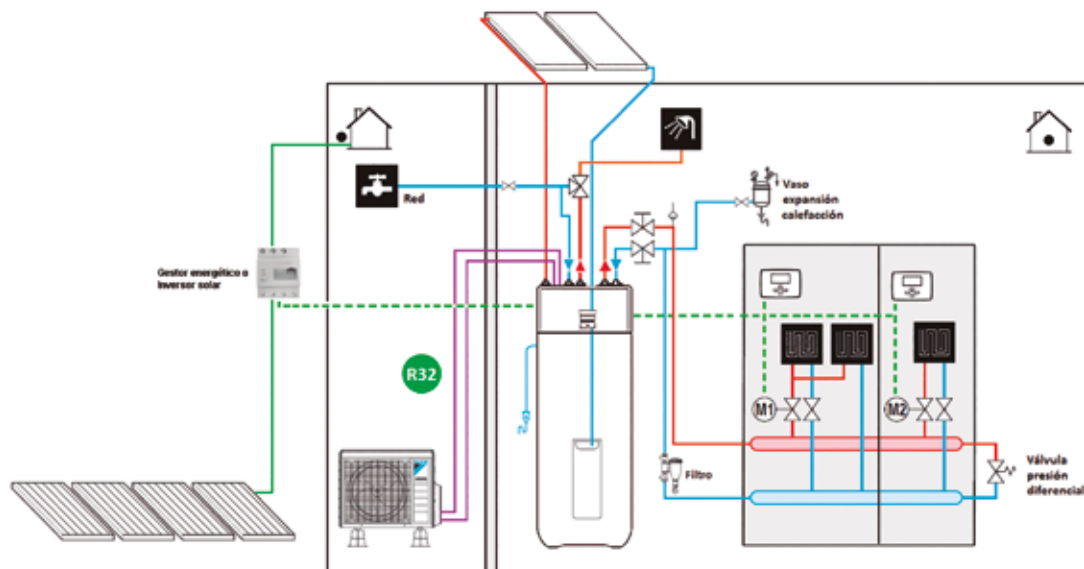 Red
Vaso
expansión
calefacción
Gestor energético o
Inversor solar
R32
M1
M2
Filtro
Válvula
presión
diferencial